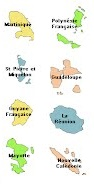 Martinique
Polynésie
Française
St Pierre et
Miquelon
Guadeloupe
Guyane
Française
La
Réunion
Mayotte
Nouvelle
Calédonie